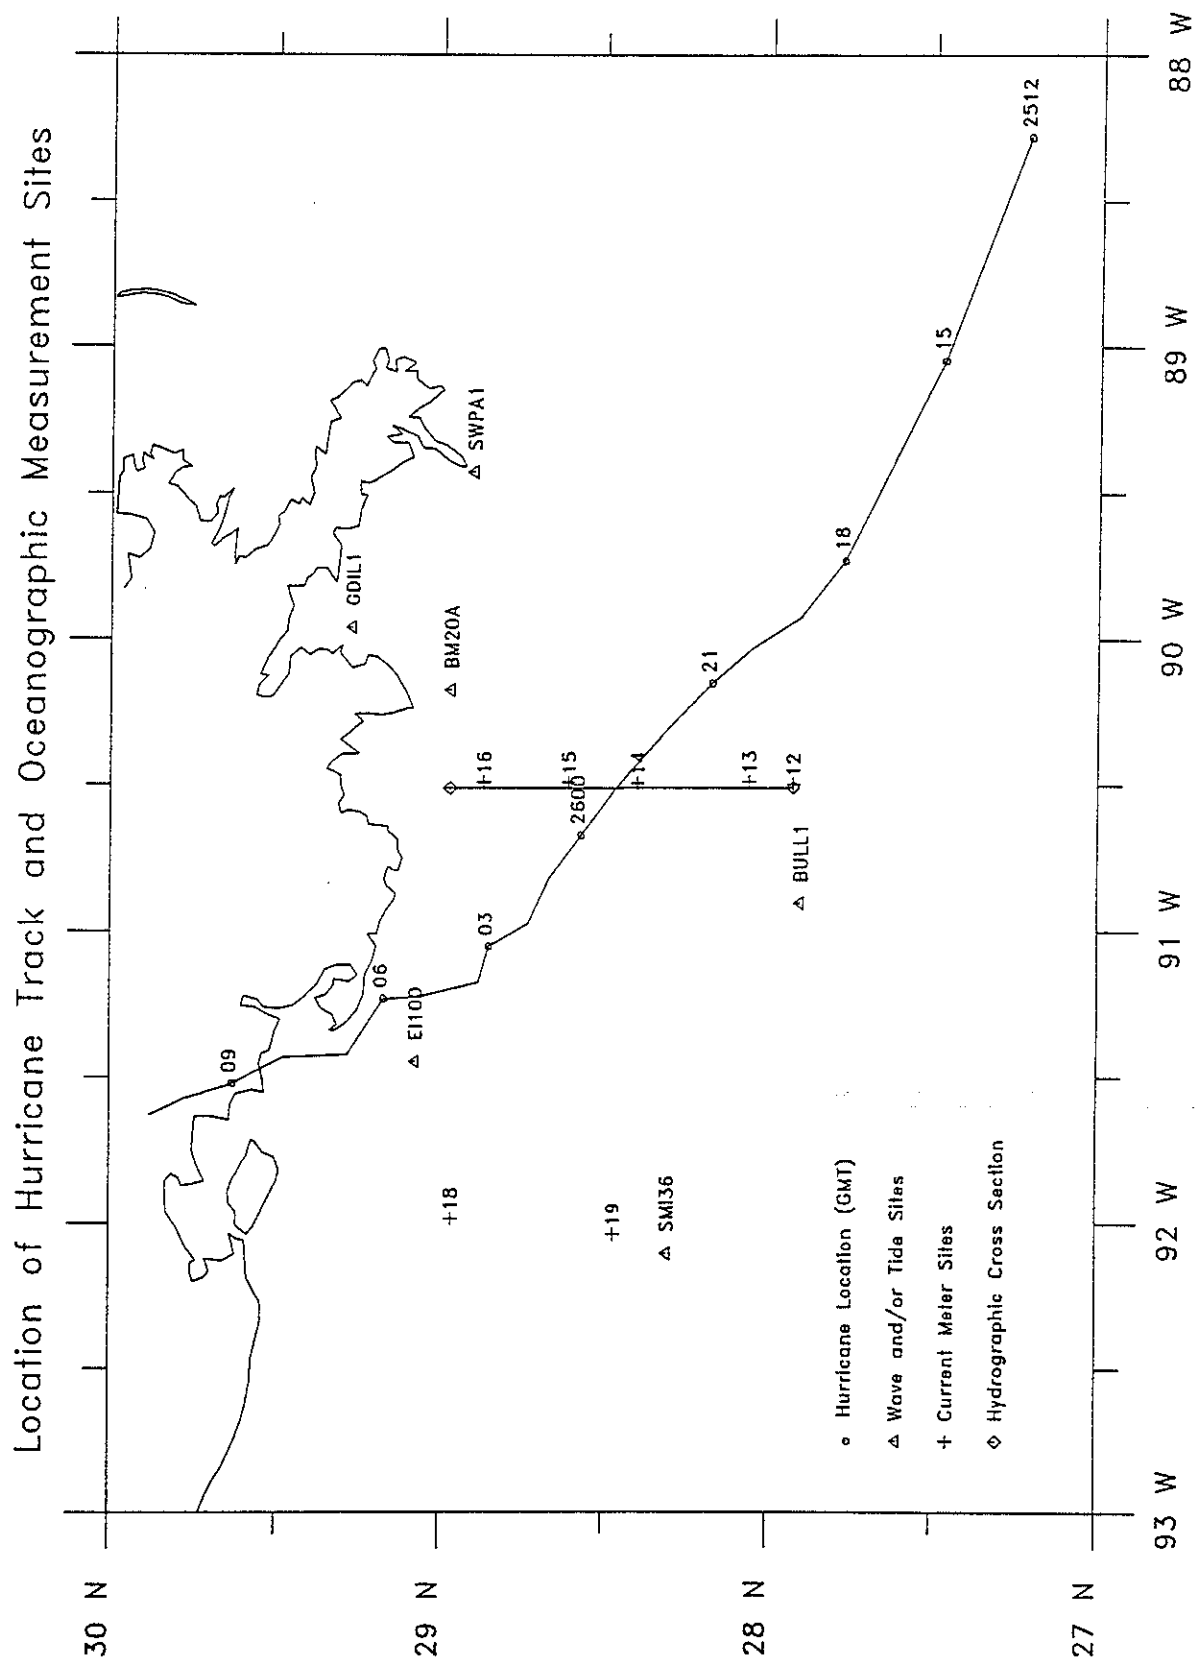 Location of Hurricane Track and Oceanographic Measurement Sites
30 N
29 N
28 N
27 N
93 W
92 W
91 W
90 W
89 W
88 W
09
06
03
2600
21
18
15
2512
GDIL1
SWPA1
BM20A
EI100
BULL1
SMI36
+16
+15
+14
+13
+12
+18
+19
Hurricane Location (GMT)
Wave and/or Tide Sites
+ Current Meter Sites
Hydrographic Cross Section